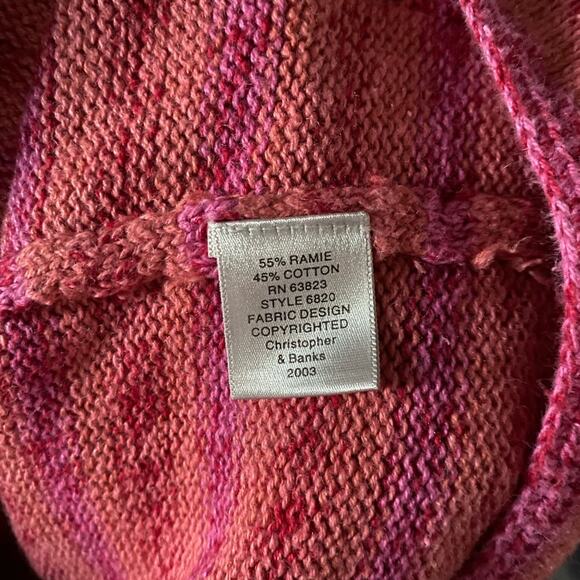 55% RAMIE
45% COTTON
RN 63823
STYLE 6820
FABRIC DESIGN
COPYRIGHTED
Christopher
& Banks
2003